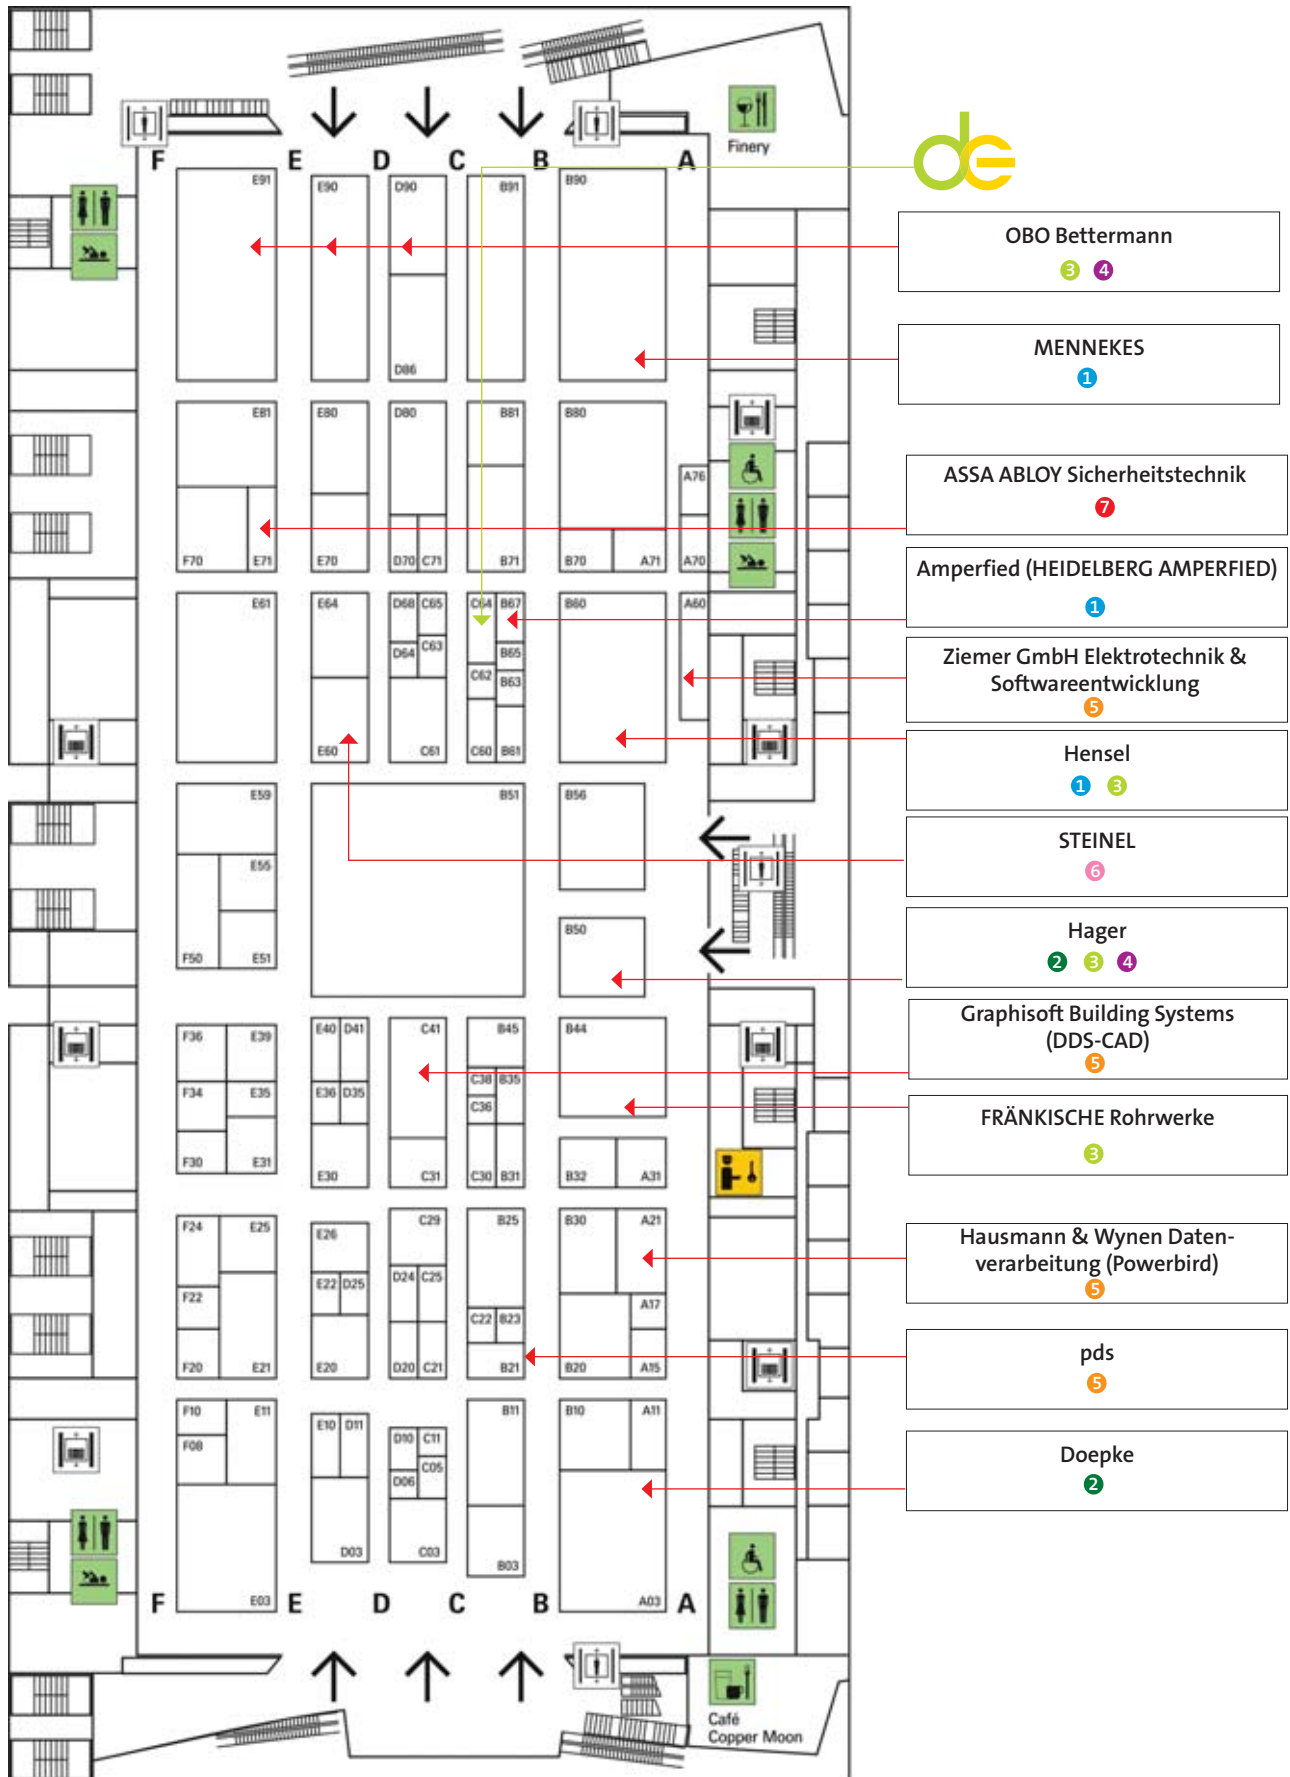 Finery
F E D C B A
de
E91 E90 D90 B91 B90
OBO Bettermann
3 4
D86
MENNEKES
1
E81 E80 D80 B81 B80
A76
ASSA ABLOY Sicherheitstechnik
7
F70 E71 E70 D70 C71 B71 B70 A71 A70
Amperfied (HEIDELBERG AMPERFIED)
1
E61 E64 D68 C65 C64 B67 B60 A60
C63
D64 B65
C62 B63
Ziemer GmbH Elektrotechnik &
Softwareentwicklung
5
E60 C61 C60 B61
Hensel
1 3
E59 B51 B56
STEINEL
6
E55
B50
Hager
2 3 4
F50 E51
Graphisoft Building Systems
(DDS-CAD)
5
F36 E39 E40 D41 C41 B45 B44
C38 B35
F34 E35 E36 D35
C36
FRÄNKISCHE Rohrwerke
3
F30 E31 E30 C31 C30 B31 B32 A31
F24 E25 E26 C29 B25 B30 A21
Hausmann & Wynen Daten-
verarbeitung (Powerbird)
5
E22 D25 D24 C25
F22 C22 B23 A17
F20 E21 E20 D20 C21 B21 B20 A15
pds
5
F10 E11 E10 D11 D10 C11 B11 B10 A11
F08
C05
D06
Doepke
2
D03 C03 B03
E03 A03
F E D C B A
Café
Copper Moon